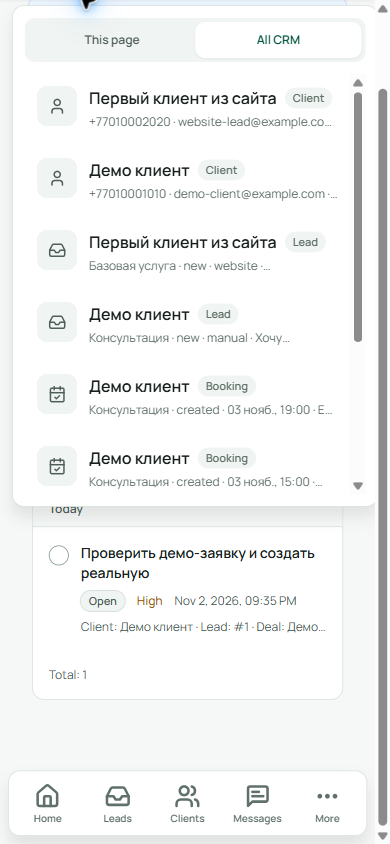 This page
All CRM
Первый клиент из сайта Client
+77010002020 · website-lead@example.co...
Демо клиент Client
+77010001010 · demo-client@example.com ·...
Первый клиент из сайта Lead
Базовая услуга · new · website ·...
Демо клиент Lead
Консультация · new · manual · Хочу...
Демо клиент Booking
Консультация · created · 03 нояб., 19:00 · E...
Демо клиент Booking
Консультация · created · 03 нояб., 15:00 ·...
Today
Проверить демо-заявку и создать
реальную
Open High Nov 2, 2026, 09:35 PM
Client: Демо клиент · Lead: #1 · Deal: Демо...
Total: 1
Home Leads Clients Messages More